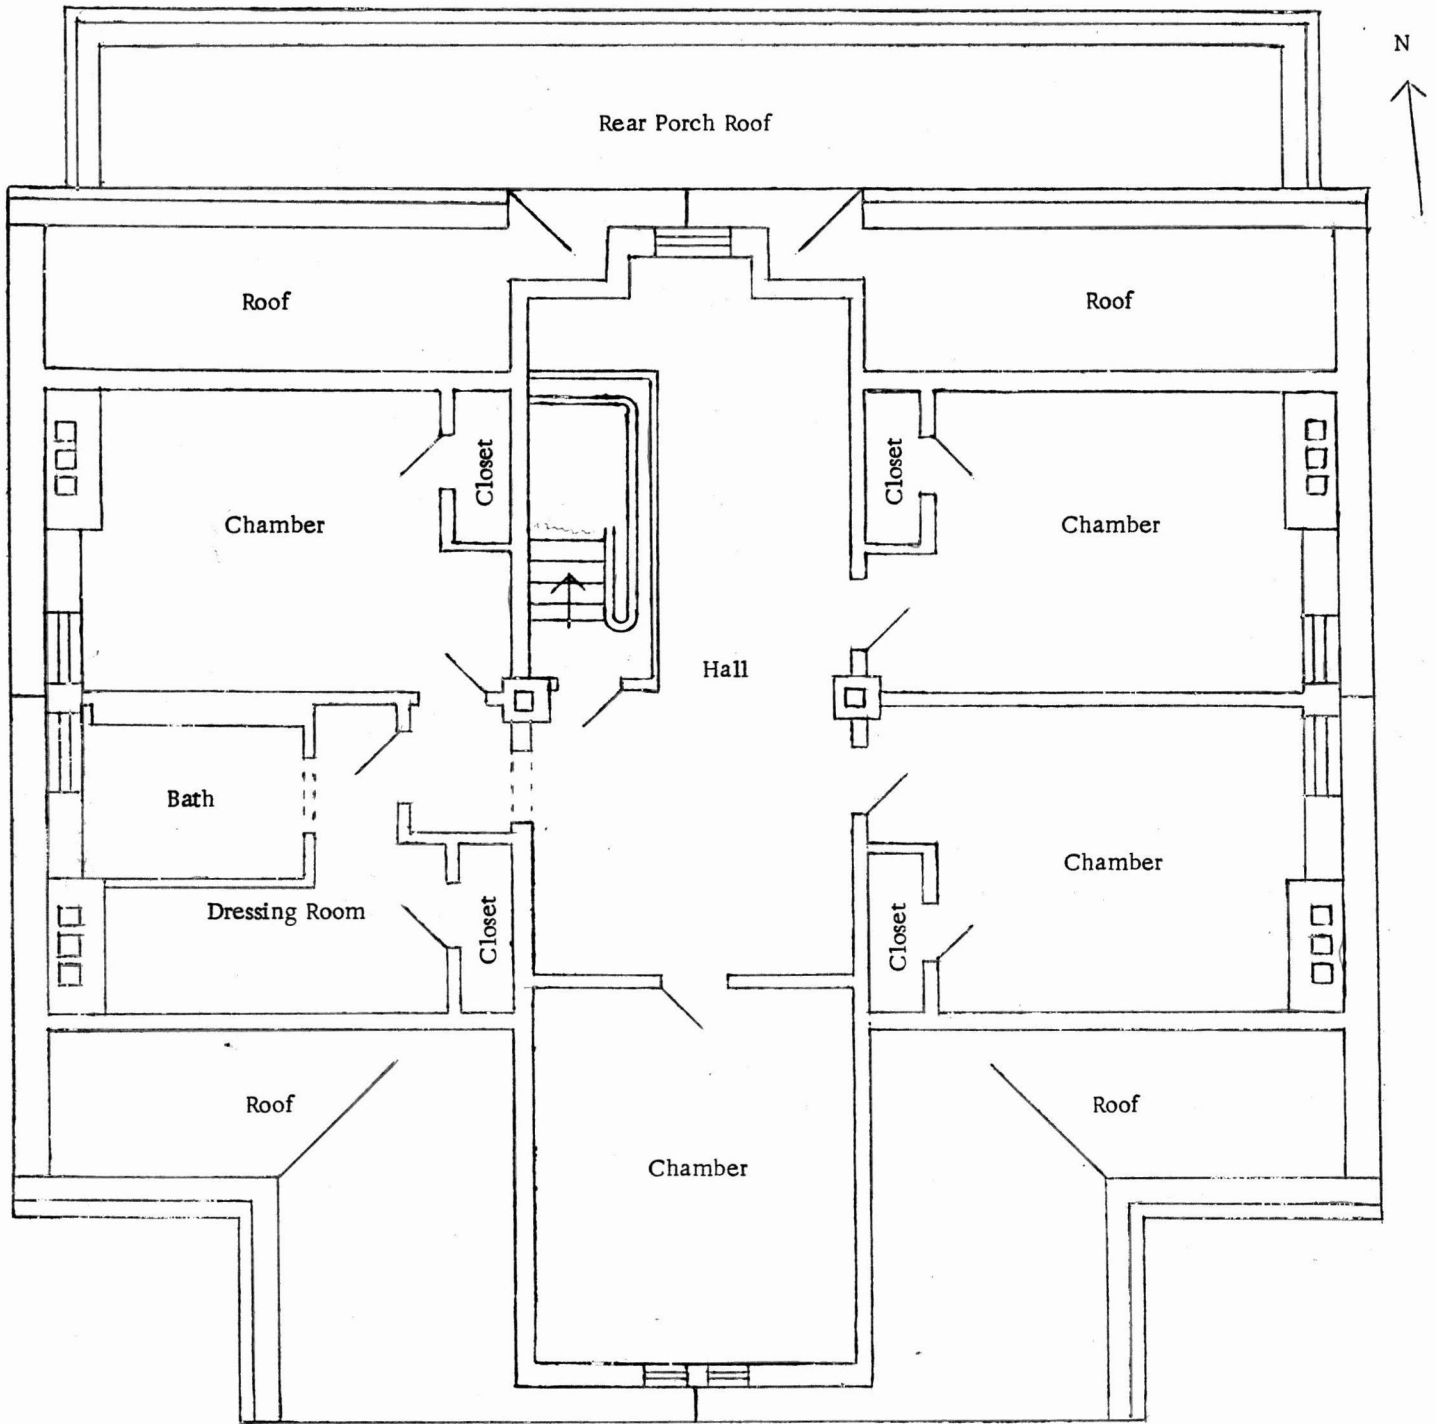 N
Rear Porch Roof
Roof
Roof
Closet
Closet
Chamber
Chamber
Hall
Bath
Chamber
Dressing Room
Closet
Closet
Roof
Roof
Chamber